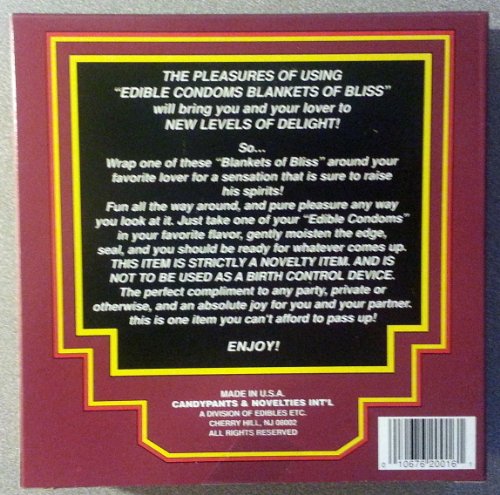 THE PLEASURES OF USING
"EDIBLE CONDOMS BLANKETS OF BLISS"
will bring you and your lover to
NEW LEVELS OF DELIGHT!
So...
Wrap one of these "Blankets of Bliss" around your
favorite lover for a sensation that is sure to raise
his spirits!
Fun all the way around, and pure pleasure any way
you look at it. Just take one of your "Edible Condoms"
in your favorite flavor, gently moisten the edge,
seal, and you should be ready for whatever comes up.
THIS ITEM IS STRICTLY A NOVELTY ITEM. AND IS
NOT TO BE USED AS A BIRTH CONTROL DEVICE.
The perfect compliment to any party, private or
otherwise, and an absolute joy for you and your partner.
this is one item you can't afford to pass up!
ENJOY!
MADE IN U.S.A.
CANDYPANTS & NOVELTIES INT'L
A DIVISION OF EDIBLES ETC.
CHERRY HILL, NJ 08002
ALL RIGHTS RESERVED
0 10676 20016 1